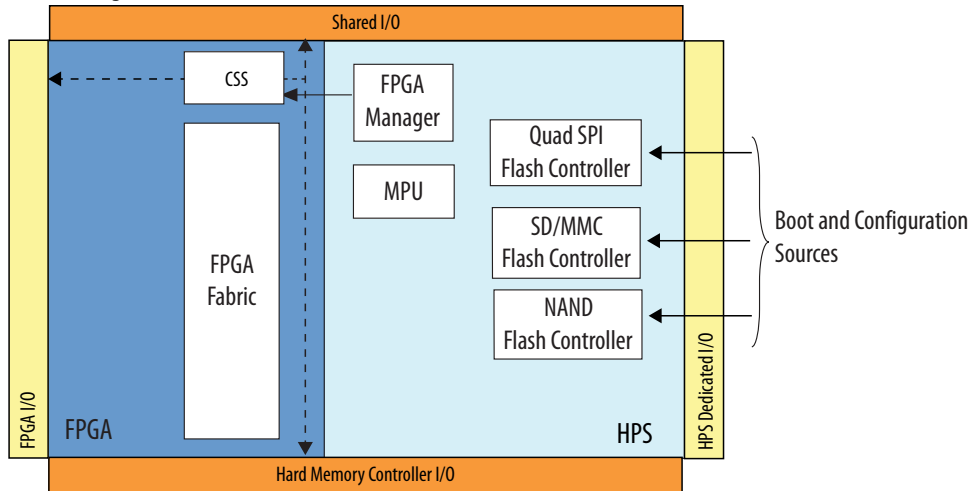 Shared I/O
CSS
FPGA
Manager
Quad SPI
Flash Controller
MPU
SD/MMC
Flash Controller
Boot and Configuration
Sources
FPGA
Fabric
NAND
Flash Controller
FPGA I/O
FPGA
HPS
HPS Dedicated I/O
Hard Memory Controller I/O